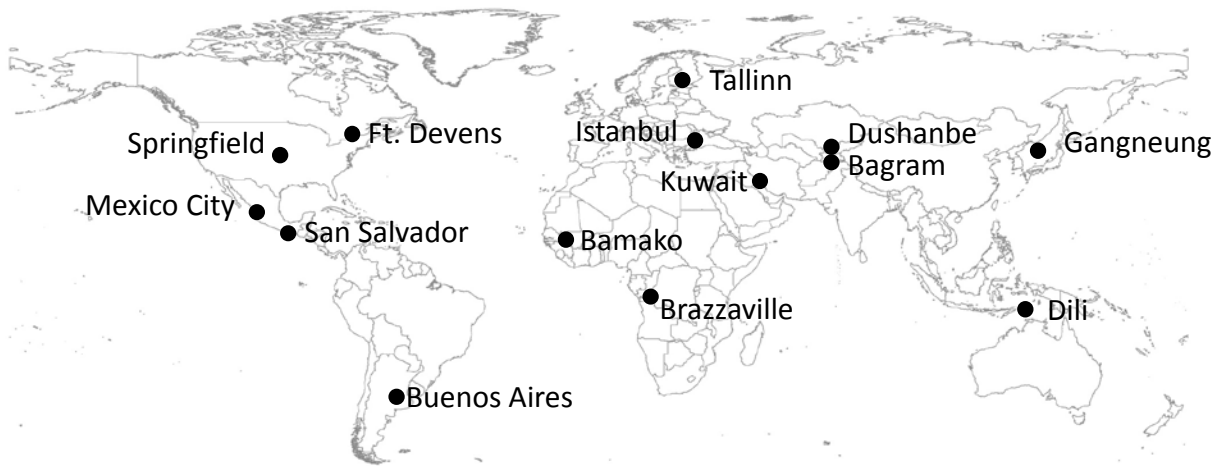 Tallinn
Ft. Devens
Istanbul
Dushanbe
Springfield
Gangneung
Bagram
Kuwait
Mexico City
San Salvador
Bamako
Brazzaville
Dili
Buenos Aires